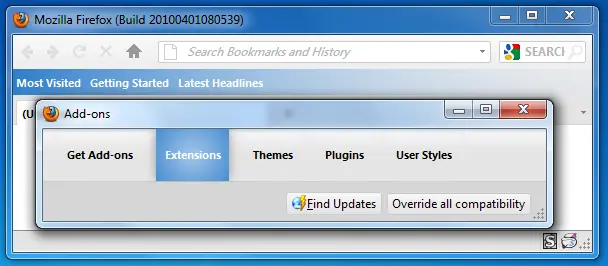 Mozilla Firefox (Build 20100401080539)
Search Bookmarks and History
SEARCH
Most Visited Getting Started Latest Headlines
(U
Add-ons
Get Add-ons Extensions Themes Plugins User Styles
Find Updates Override all compatibility
S